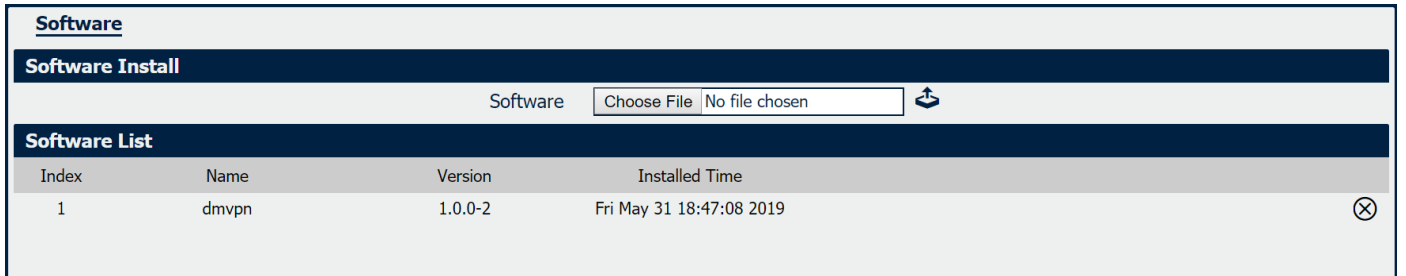 Software
Software Install
Software Choose File No file chosen
Software List
Index Name Version Installed Time
1 dmvpn 1.0.0-2 Fri May 31 18:47:08 2019